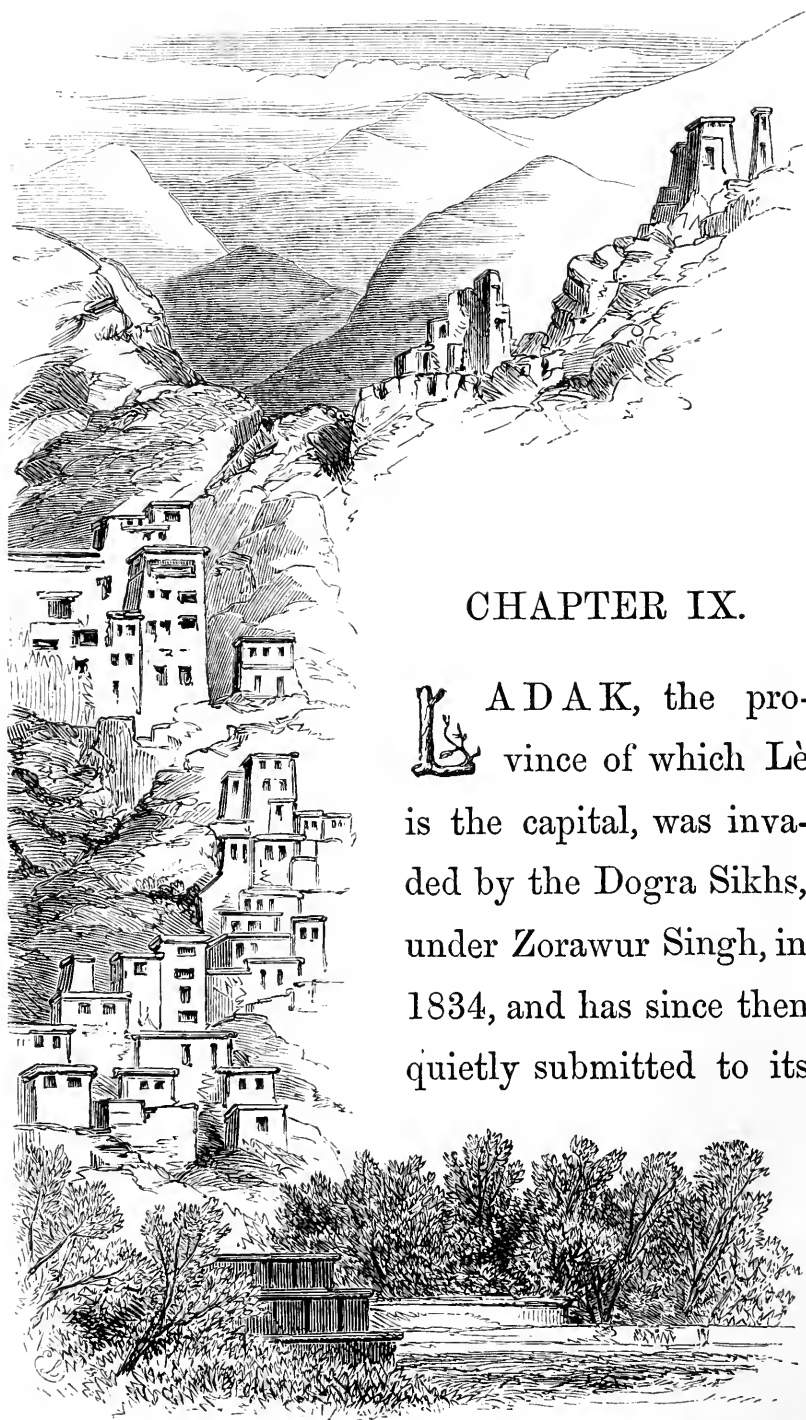 CHAPTER IX.
LADAK, the pro-
vince of which Lè
is the capital, was inva-
ded by the Dogra Sikhs,
under Zorawur Singh, in
1834, and has since then
quietly submitted to its